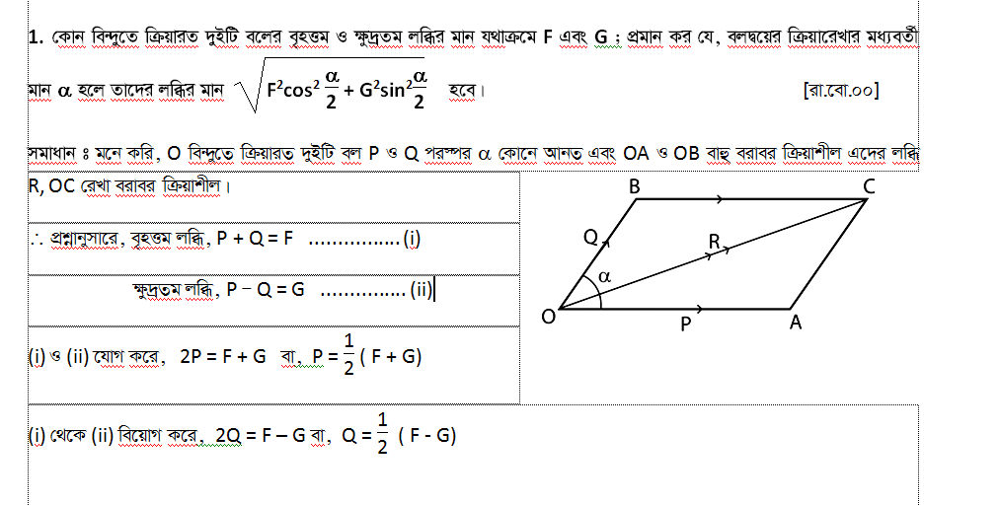 1. কোন বিন্দুতে ক্রিয়ারত দুইটি বলের বৃহত্তম ও ক্ষুদ্রতম লব্ধির মান যথাক্রমে F এবং G ; প্রমান কর যে, বলদ্বয়ের ক্রিয়ারেখার মধ্যবর্তী
মান α হলে তাদের লব্ধির মান √(F²cos² α/2 + G²sin² α/2) হবে। [রা.বো.০০]
সমাধান ঃ মনে করি, O বিন্দুতে ক্রিয়ারত দুইটি বল P ও Q পরস্পর α কোনে আনত এবং OA ও OB বাহু বরাবর ক্রিয়াশীল এদের লব্ধি
R, OC রেখা বরাবর ক্রিয়াশীল।
∴ প্রশ্নানুসারে, বৃহত্তম লব্ধি, P + Q = F ................ (i)
ক্ষুদ্রতম লব্ধি, P – Q = G ............... (ii)
(i) ও (ii) যোগ করে, 2P = F + G বা, P = 1/2 ( F + G)
(i) থেকে (ii) বিয়োগ করে, 2Q = F – G বা, Q = 1/2 ( F - G)
B C
Q R
α
O P A